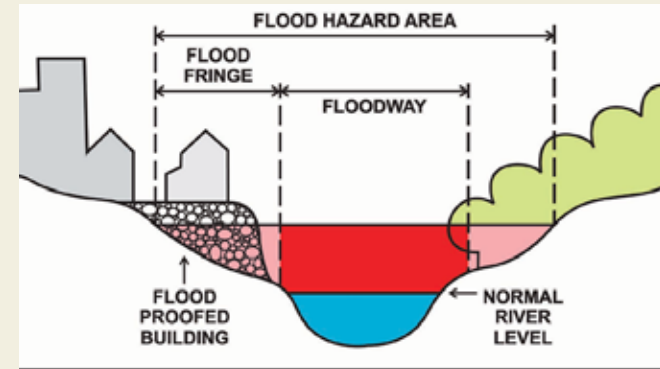 FLOOD HAZARD AREA
FLOOD
FRINGE
FLOODWAY
FLOOD
PROOFED
BUILDING
NORMAL
RIVER
LEVEL